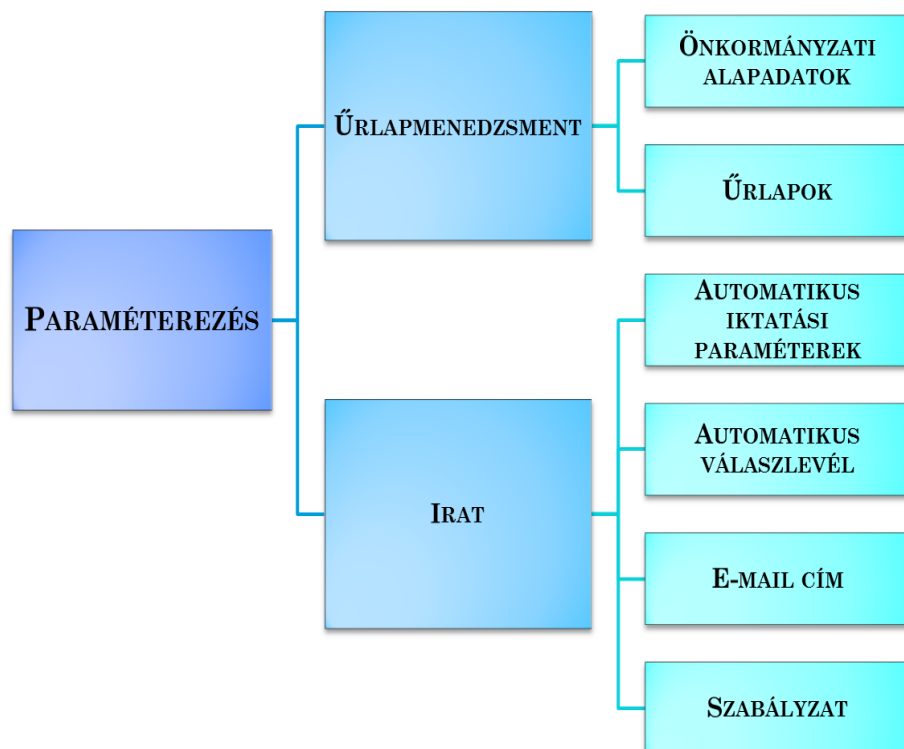 Paraméterezés
Űrlapmenedzsment
Önkormányzati
alapadatok
Űrlapok
Irat
Automatikus
iktatási
paraméterek
Automatikus
válaszlevél
E-mail cím
Szabályzat